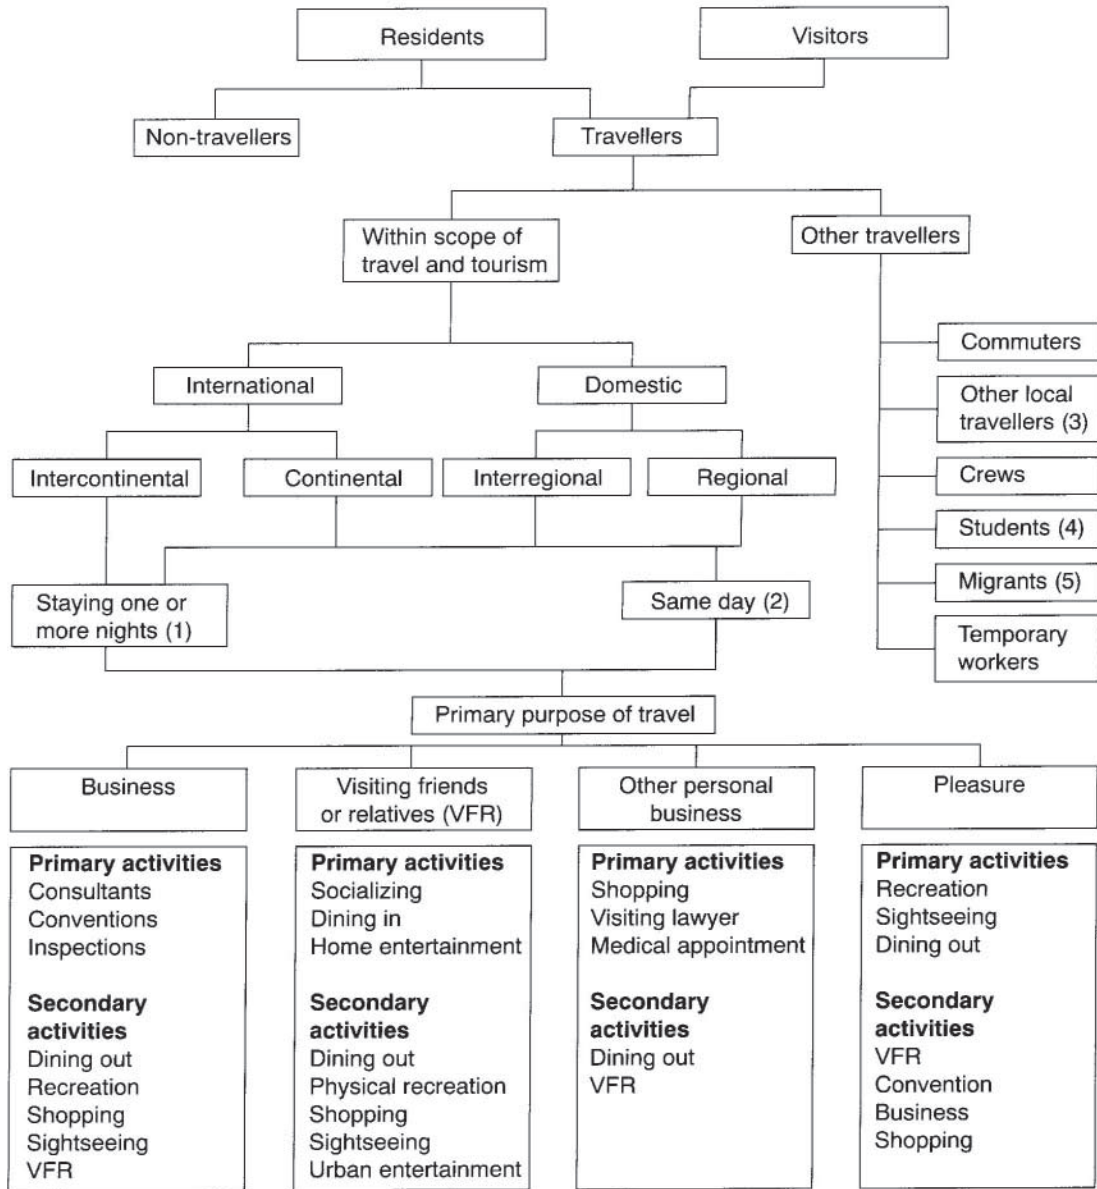 Residents
Visitors
Non-travellers
Travellers
Within scope of
travel and tourism
Other travellers
International
Domestic
Intercontinental
Continental
Interregional
Regional
Staying one or
more nights (1)
Same day (2)
Commuters
Other local
travellers (3)
Crews
Students (4)
Migrants (5)
Temporary
workers
Primary purpose of travel
Business
Primary activities
Consultants
Conventions
Inspections
Secondary
activities
Dining out
Recreation
Shopping
Sightseeing
VFR
Visiting friends
or relatives (VFR)
Primary activities
Socializing
Dining in
Home entertainment
Secondary
activities
Dining out
Physical recreation
Shopping
Sightseeing
Urban entertainment
Other personal
business
Primary activities
Shopping
Visiting lawyer
Medical appointment
Secondary
activities
Dining out
VFR
Pleasure
Primary activities
Recreation
Sightseeing
Dining out
Secondary
activities
VFR
Convention
Business
Shopping